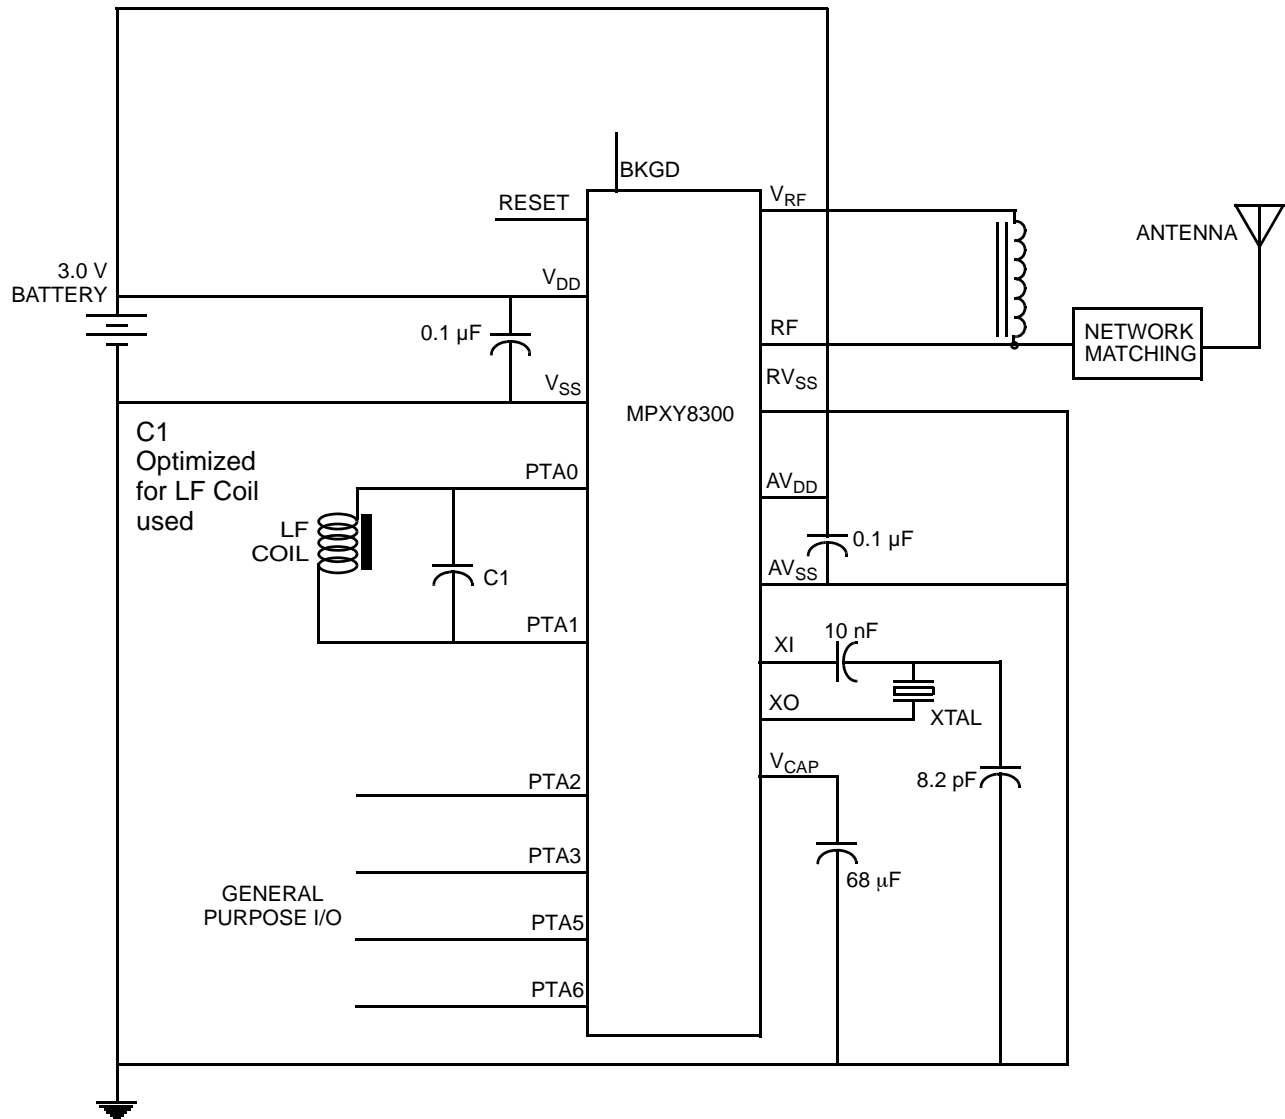 BKGD
RESET
VRF
ANTENNA
3.0 V
BATTERY
VDD
0.1 µF
RF
NETWORK
MATCHING
VSS
RVSS
MPXY8300
C1
Optimized
for LF Coil
used
PTA0
AVDD
LF
COIL
C1
0.1 µF
AVSS
PTA1
10 nF
XI
XO
XTAL
VCAP
8.2 pF
PTA2
PTA3
68 µF
GENERAL
PURPOSE I/O
PTA5
PTA6